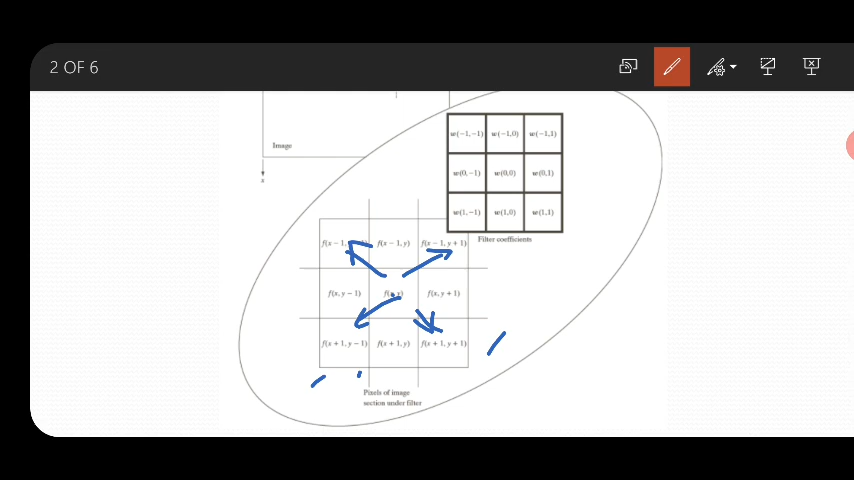 2 OF 6
Image
x
w(−1,−1) w(−1,0) w(−1,1)
w(0,−1) w(0,0) w(0,1)
w(1,−1) w(1,0) w(1,1)
Filter coefficients
f(x − 1, f(x − 1, y) f(x − 1, y + 1)
f(x, y − 1) f(x, y + 1)
f(x + 1, y − 1) f(x + 1, y) f(x + 1, y + 1)
Pixels of image
section under filter